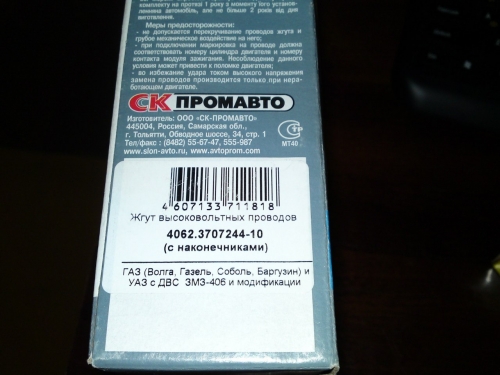 комплекту на протязі 1 року з моменту його установ-
лення на автомобіль, але не більше 2 років від дня
виготовлення.
Меры предосторожности:
- не допускается перекручивание проводов жгута и
грубое механическое воздействие на него;
- при подключении маркировка на проводе должна
соответствовать номеру цилиндра двигателя и номеру
контакта модуля зажигания. Несоблюдение данного
условия может привести к поломке двигателя;
- во избежание удара током высокого напряжения
замена проводов производится только при нера-
ботающем двигателе.
СК ПРОМАВТО
Изготовитель: ООО «СК-ПРОМАВТО»
445004, Россия, Самарская обл.,
г. Тольятти, Обводное шоссе, 34, стр. 1
Тел/факс : (8482) 55-67-47, 555-987
www.slon-avto.ru, www.avtoprom.com
МТ40
4 607133 711818
Жгут высоковольтных проводов
4062.3707244-10
(с наконечниками)
ГАЗ (Волга, Газель, Соболь, Баргузин) и
УАЗ с ДВС ЗМЗ-406 и модификации